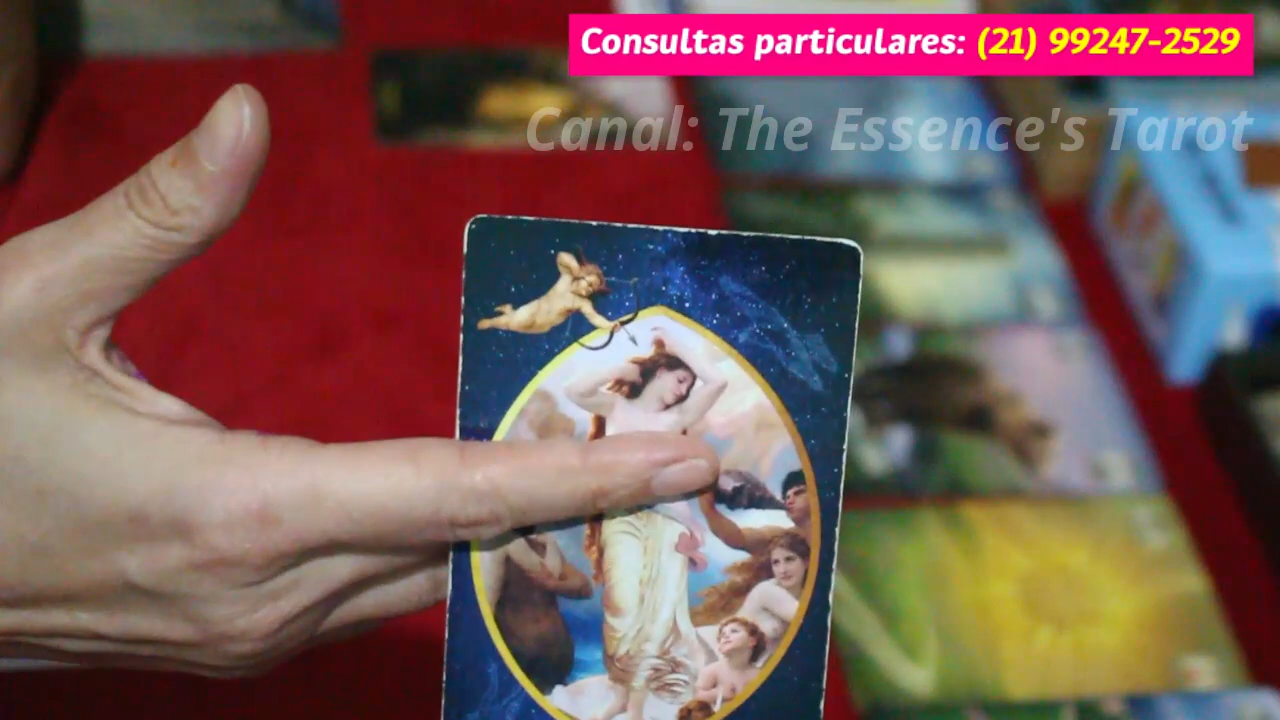 Consultas particulares: (21) 99247-2529
Canal: The Essence's Tarot